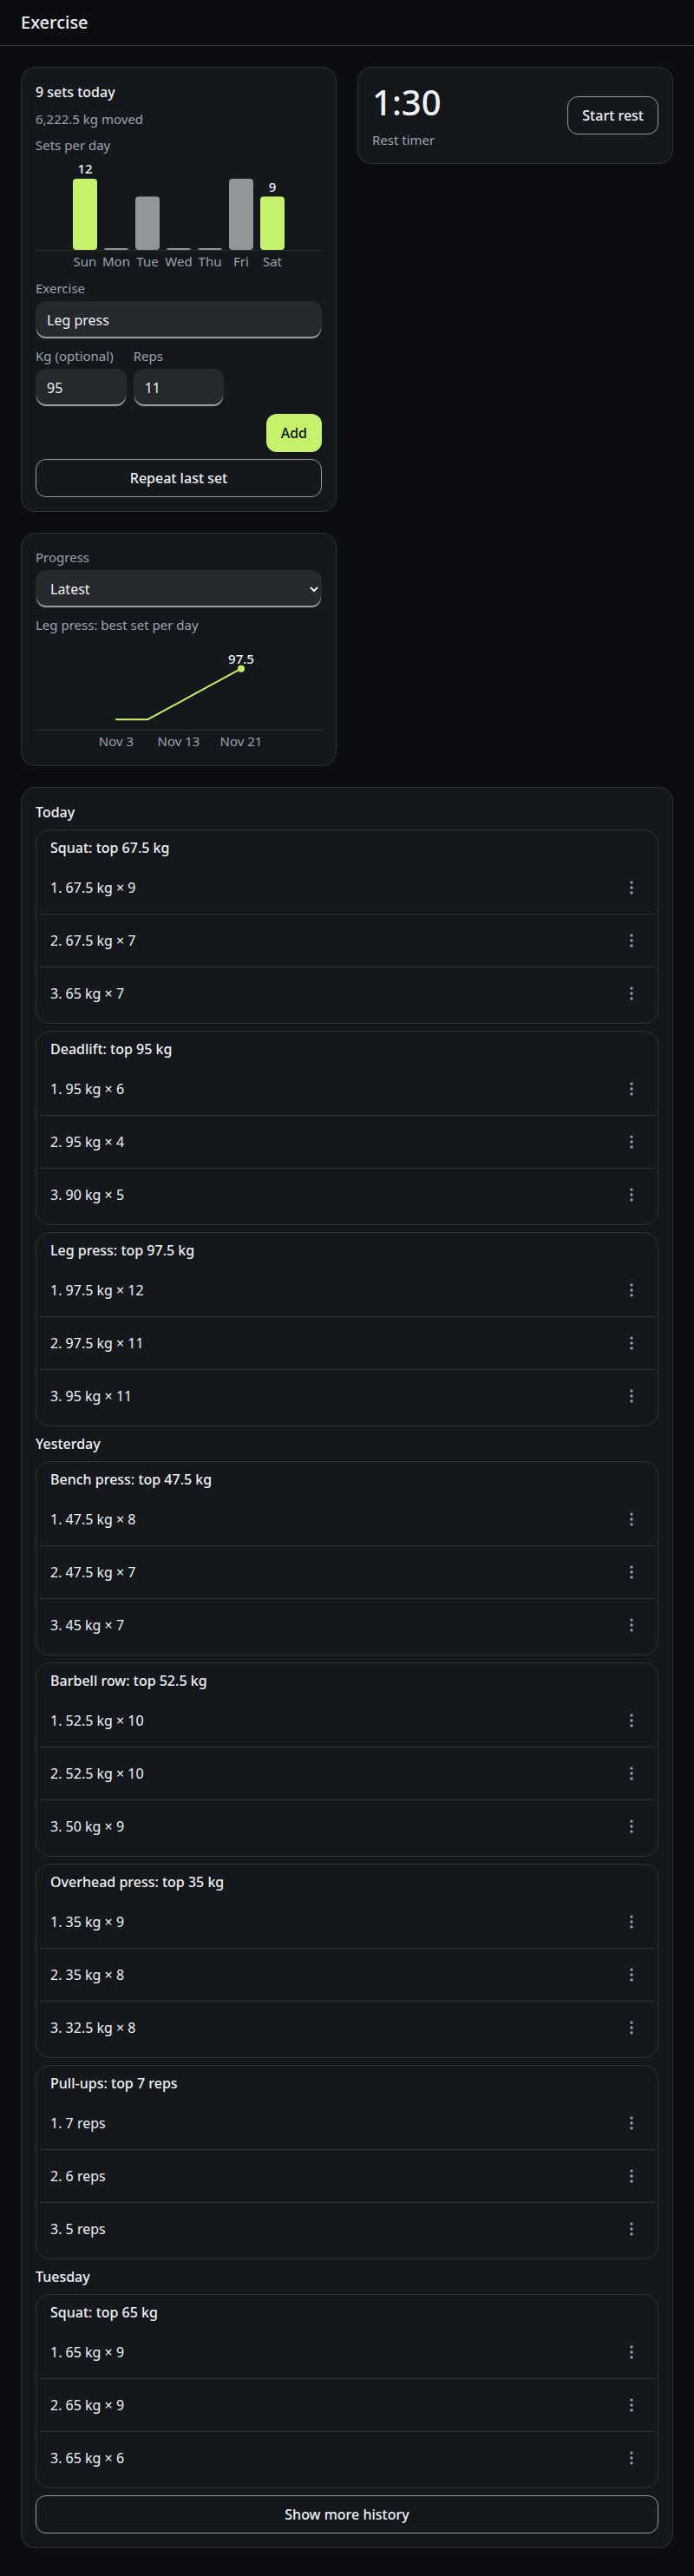 Exercise
9 sets today
6,222.5 kg moved
Sets per day
12
9
Sun Mon Tue Wed Thu Fri Sat
Exercise
Leg press
Kg (optional) Reps
95 11
Add
Repeat last set
1:30
Rest timer
Start rest
Progress
Latest
Leg press: best set per day
97.5
Nov 3 Nov 13 Nov 21
Today
Squat: top 67.5 kg
1. 67.5 kg × 9
2. 67.5 kg × 7
3. 65 kg × 7
Deadlift: top 95 kg
1. 95 kg × 6
2. 95 kg × 4
3. 90 kg × 5
Leg press: top 97.5 kg
1. 97.5 kg × 12
2. 97.5 kg × 11
3. 95 kg × 11
Yesterday
Bench press: top 47.5 kg
1. 47.5 kg × 8
2. 47.5 kg × 7
3. 45 kg × 7
Barbell row: top 52.5 kg
1. 52.5 kg × 10
2. 52.5 kg × 10
3. 50 kg × 9
Overhead press: top 35 kg
1. 35 kg × 9
2. 35 kg × 8
3. 32.5 kg × 8
Pull-ups: top 7 reps
1. 7 reps
2. 6 reps
3. 5 reps
Tuesday
Squat: top 65 kg
1. 65 kg × 9
2. 65 kg × 9
3. 65 kg × 6
Show more history